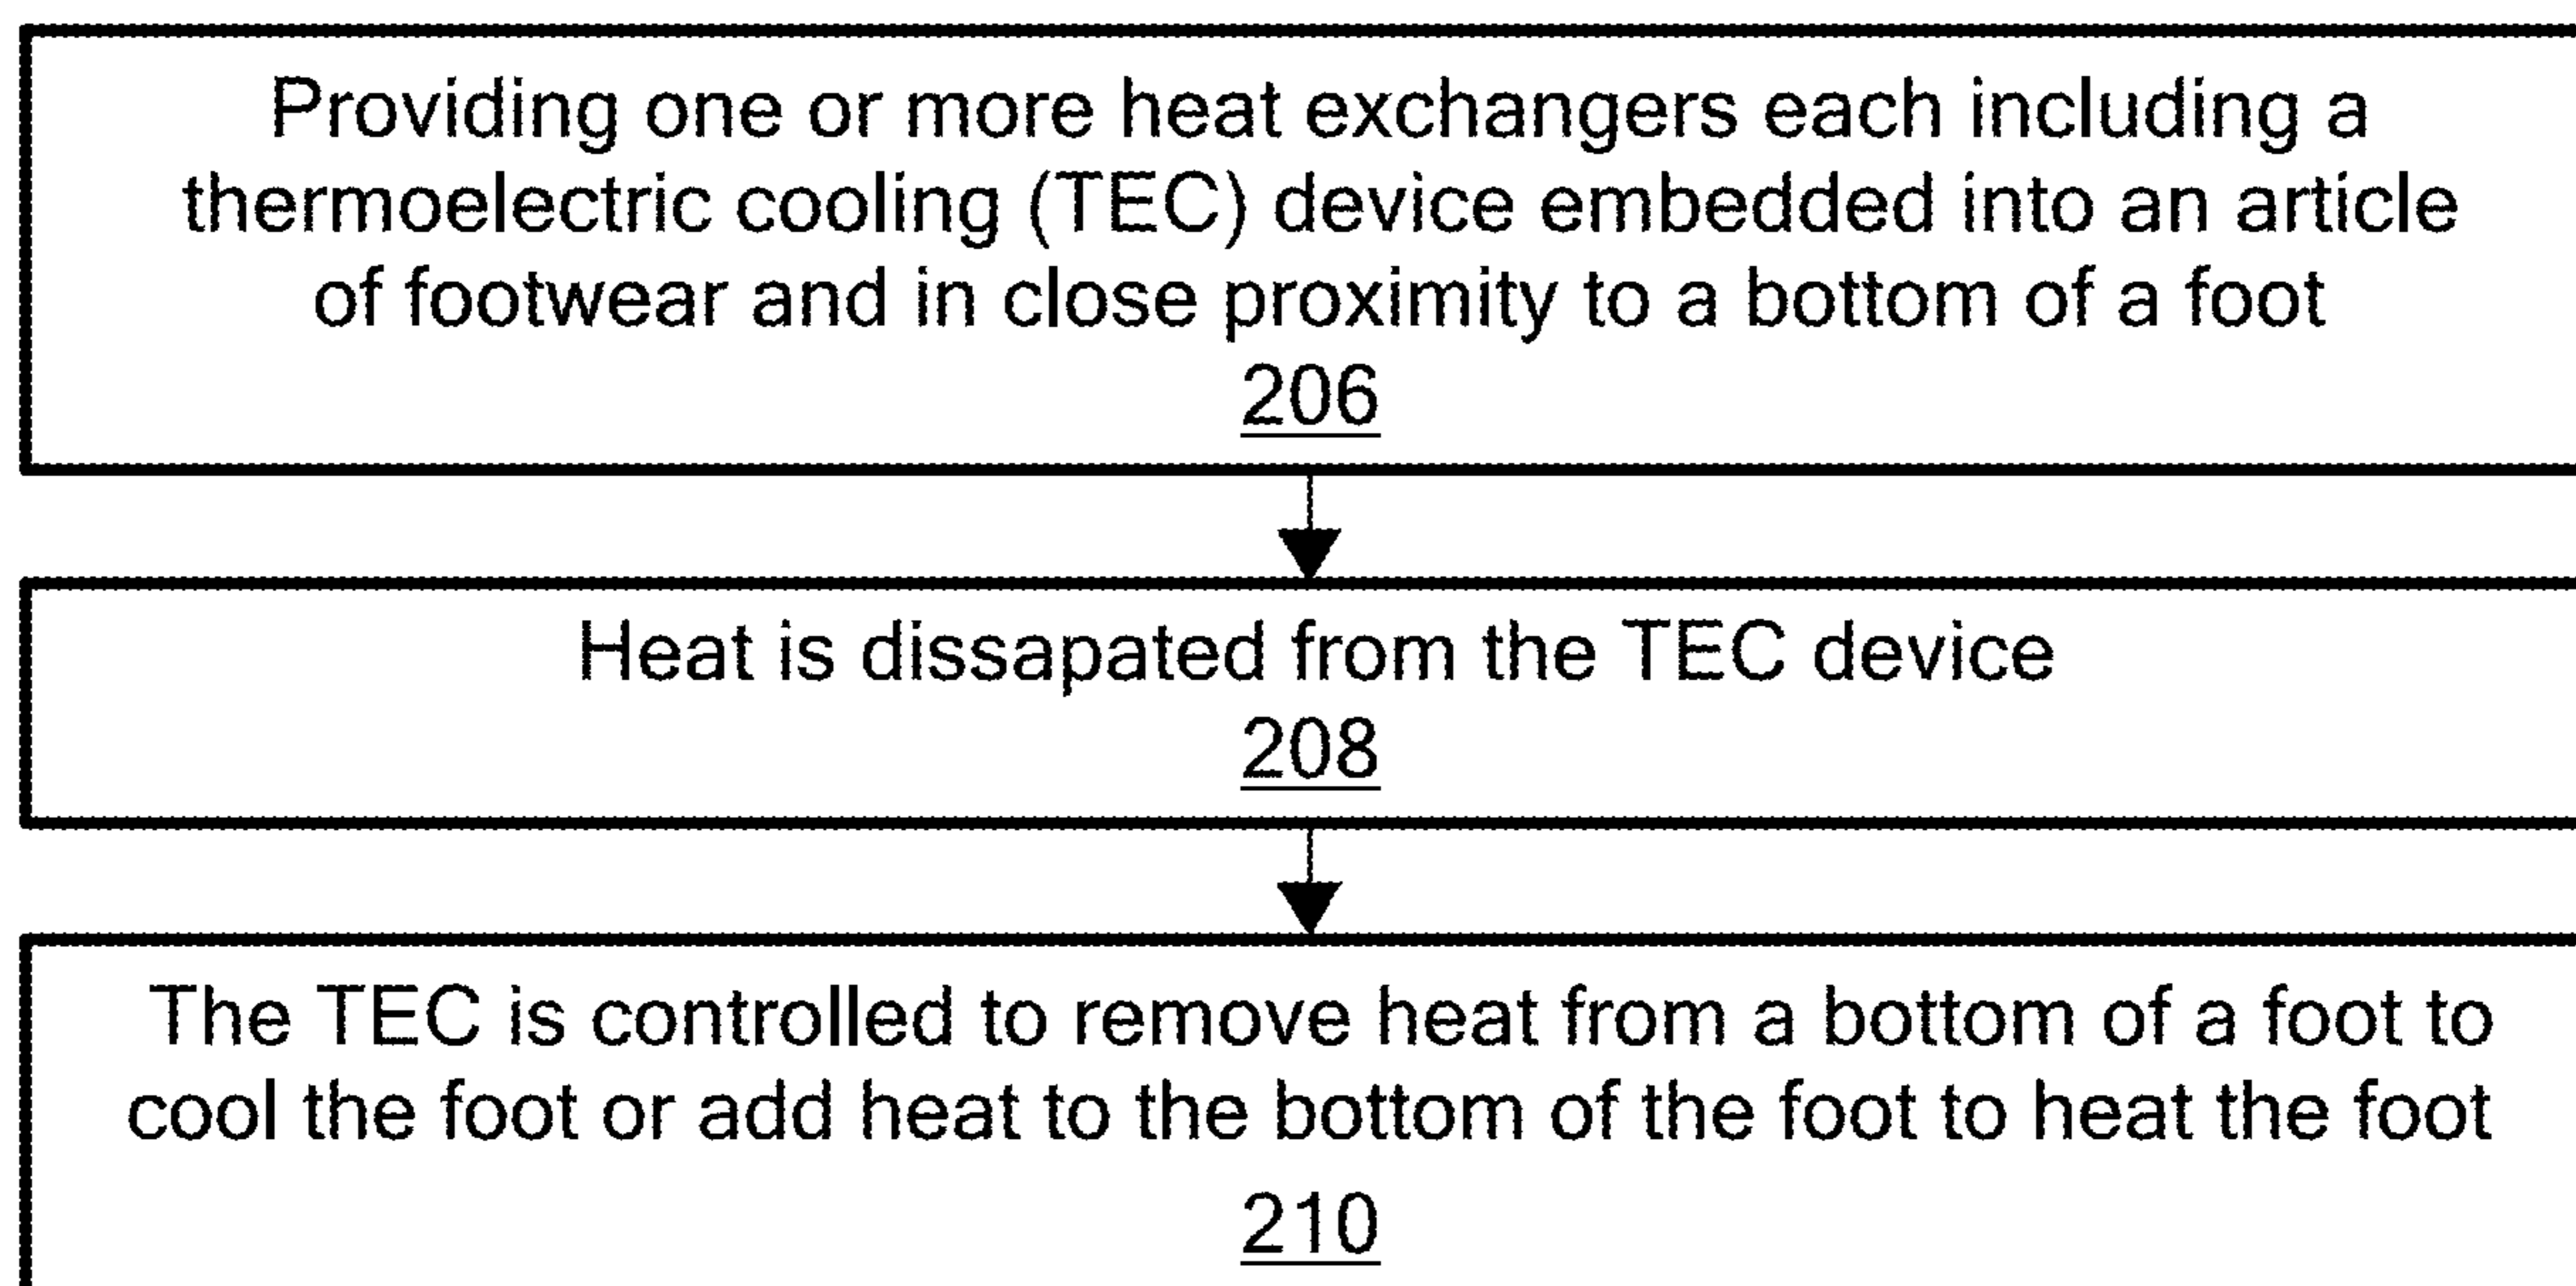 Providing one or more heat exchangers each including a
thermoelectric cooling (TEC) device embedded into an article
of footwear and in close proximity to a bottom of a foot
206
Heat is dissapated from the TEC device
208
The TEC is controlled to remove heat from a bottom of a foot to
cool the foot or add heat to the bottom of the foot to heat the foot
210